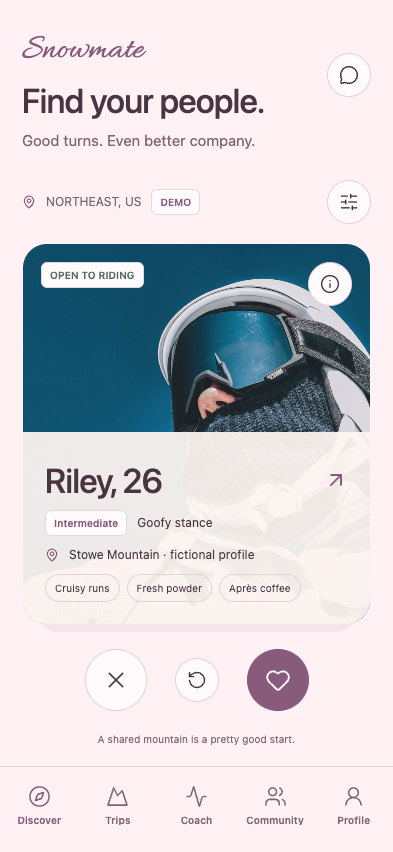 Snowmate
Find your people.
Good turns. Even better company.
NORTHEAST, US DEMO
OPEN TO RIDING
Riley, 26
Intermediate Goofy stance
Stowe Mountain · fictional profile
Cruisy runs Fresh powder Après coffee
A shared mountain is a pretty good start.
Discover Trips Coach Community Profile